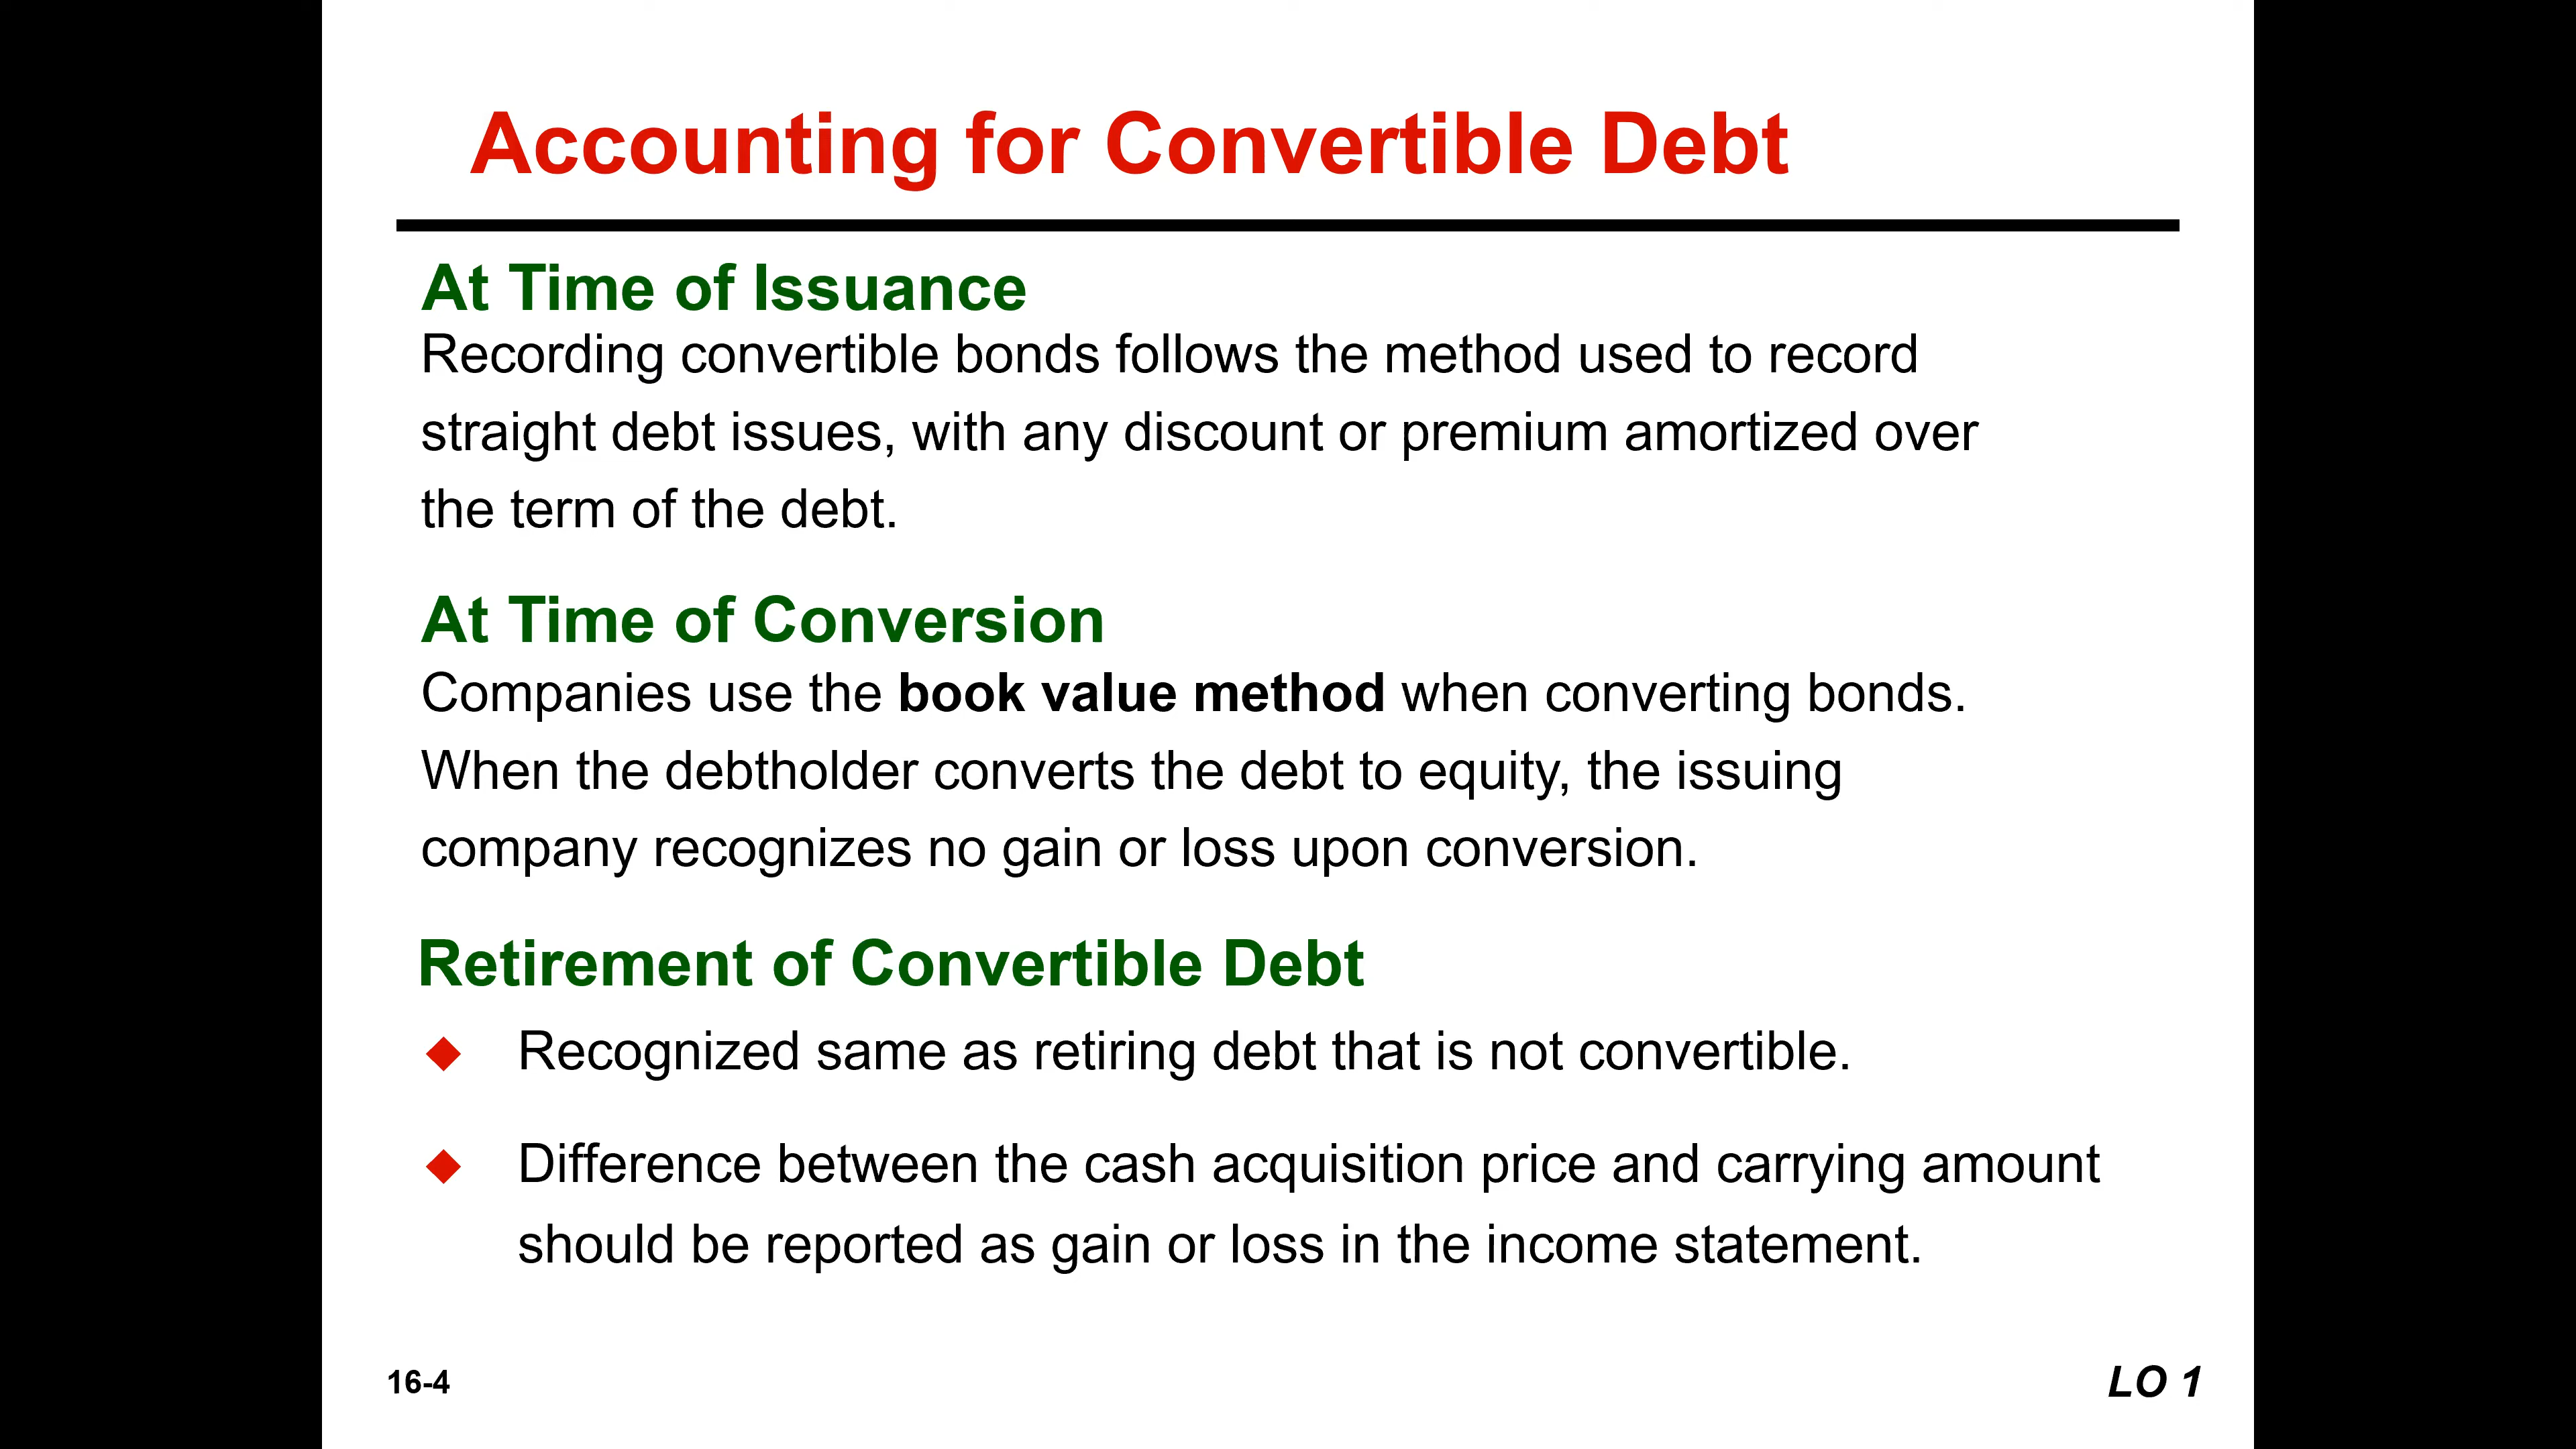 Accounting for Convertible Debt
At Time of Issuance
Recording convertible bonds follows the method used to record
straight debt issues, with any discount or premium amortized over
the term of the debt.
At Time of Conversion
Companies use the book value method when converting bonds.
When the debtholder converts the debt to equity, the issuing
company recognizes no gain or loss upon conversion.
Retirement of Convertible Debt
◆ Recognized same as retiring debt that is not convertible.
◆ Difference between the cash acquisition price and carrying amount
should be reported as gain or loss in the income statement.
16-4
LO 1